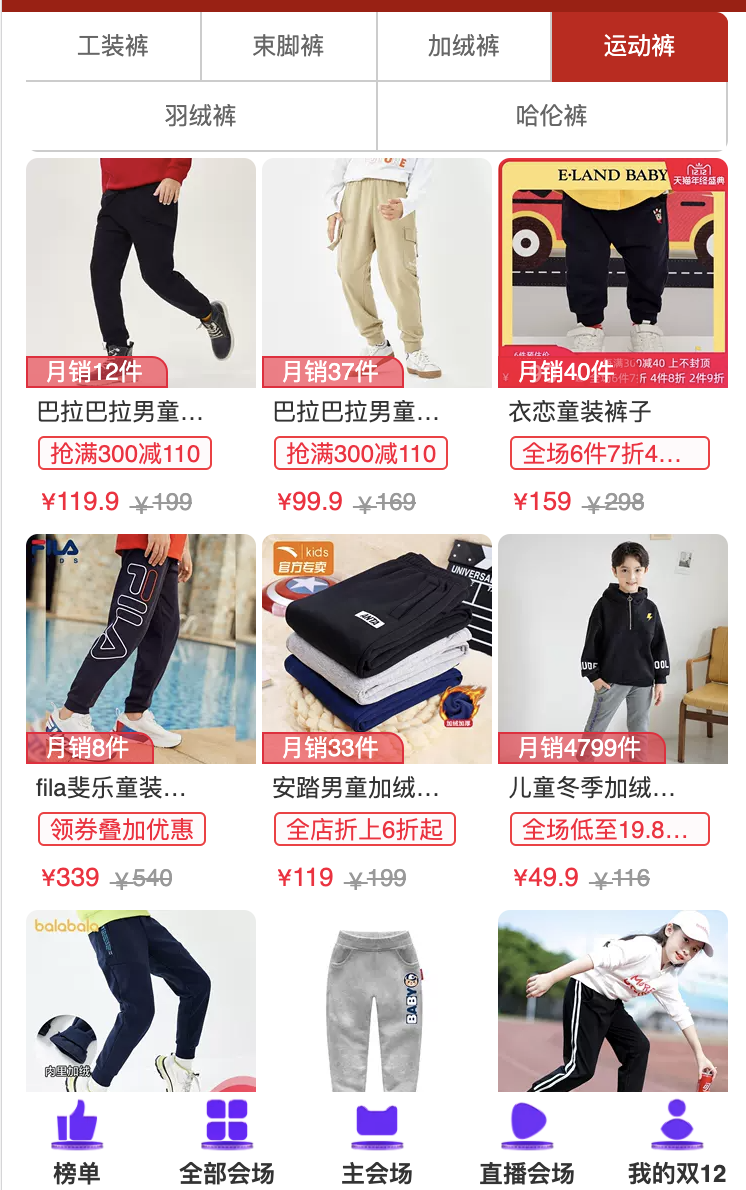 工装裤
束脚裤
加绒裤
运动裤
羽绒裤
哈伦裤
E·LAND BABY
天猫年终盛典
月销12件
月销37件
月销40件
巴拉巴拉男童...
巴拉巴拉男童...
衣恋童装裤子
抢满300减110
抢满300减110
全场6件7折4...
¥119.9 ¥199
¥99.9 ¥169
¥159 ¥298
FILA
FILA
kids
官方专卖
UNIVERSA
加绒加厚
月销8件
月销33件
月销4799件
fila斐乐童装...
安踏男童加绒...
儿童冬季加绒...
领券叠加优惠
全店折上6折起
全场低至19.8...
¥339 ¥540
¥119 ¥199
¥49.9 ¥116
balabala
内里加绒
BABY
榜单
全部会场
主会场
直播会场
我的双12